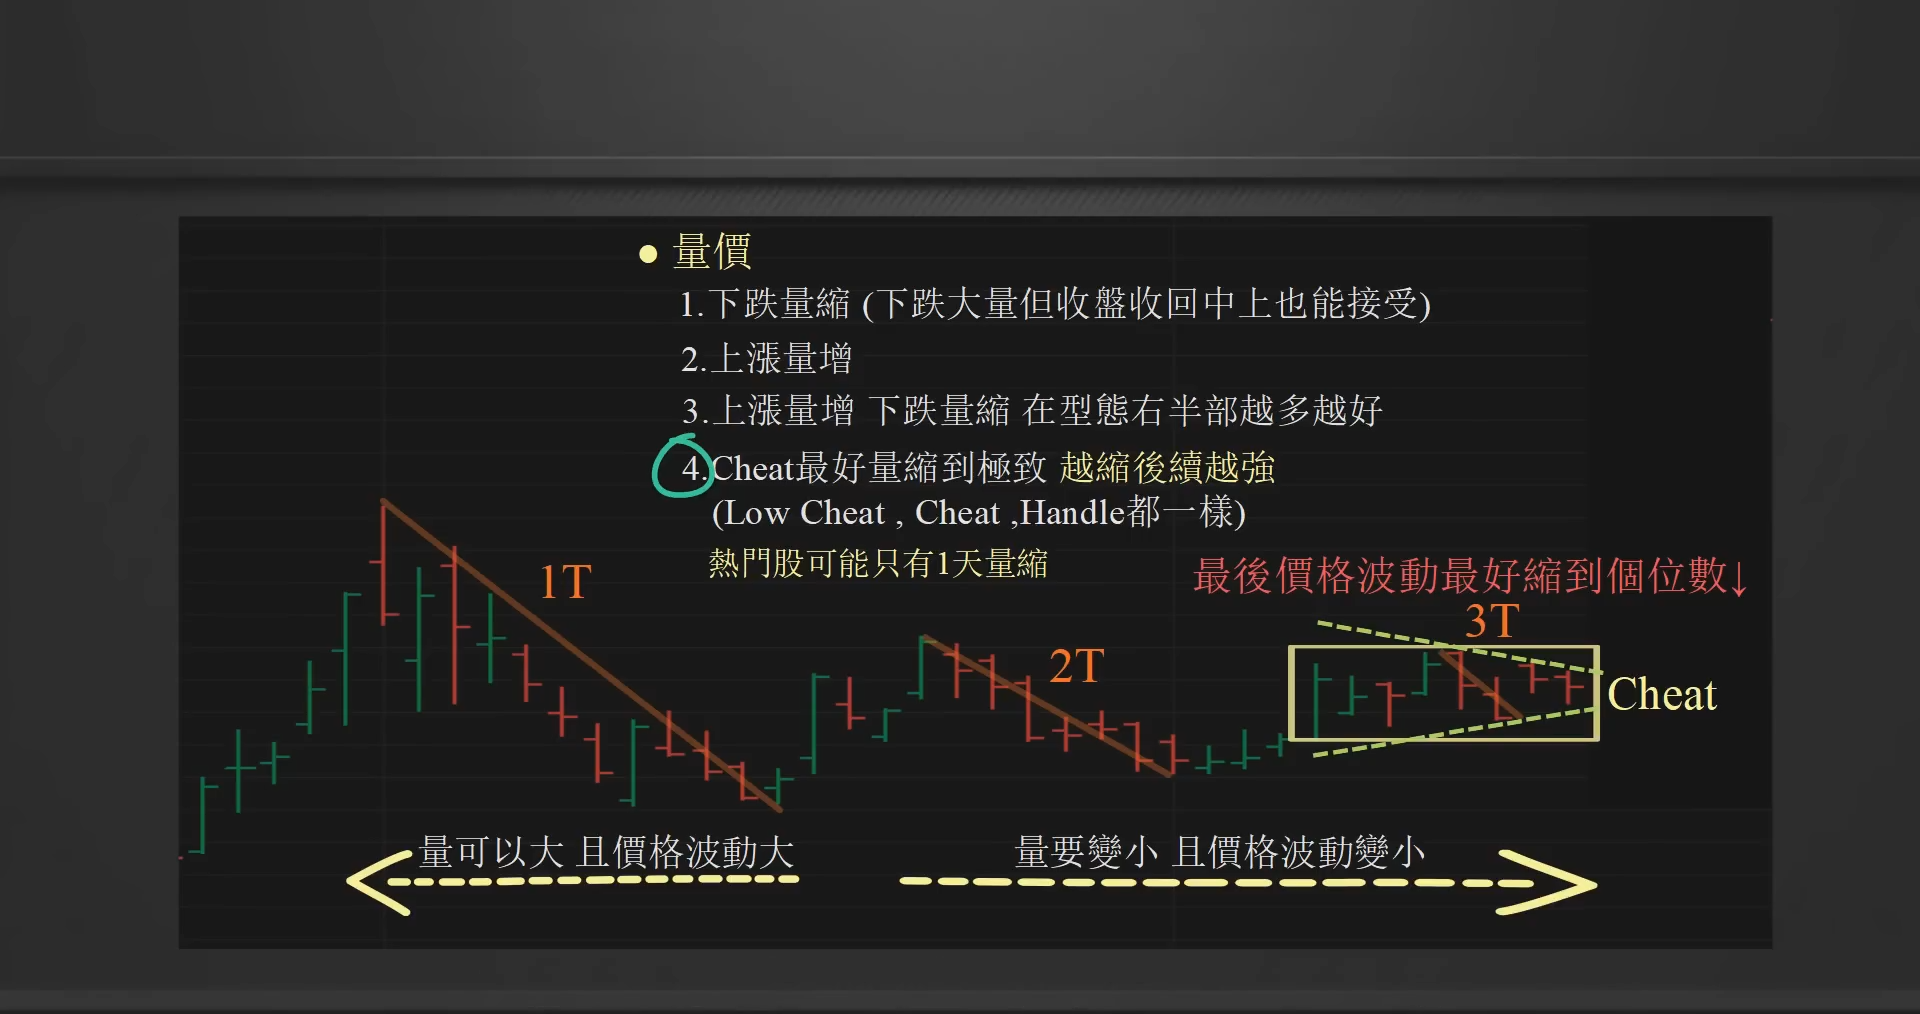 ● 量價
1.下跌量縮 (下跌大量但收盤收回中上也能接受)
2.上漲量增
3.上漲量增 下跌量縮 在型態右半部越多越好
4.Cheat最好量縮到極致 越縮後續越強
(Low Cheat , Cheat ,Handle都一樣)
熱門股可能只有1天量縮
最後價格波動最好縮到個位數↓
1T
2T
3T
Cheat
量可以大 且價格波動大
量要變小 且價格波動變小